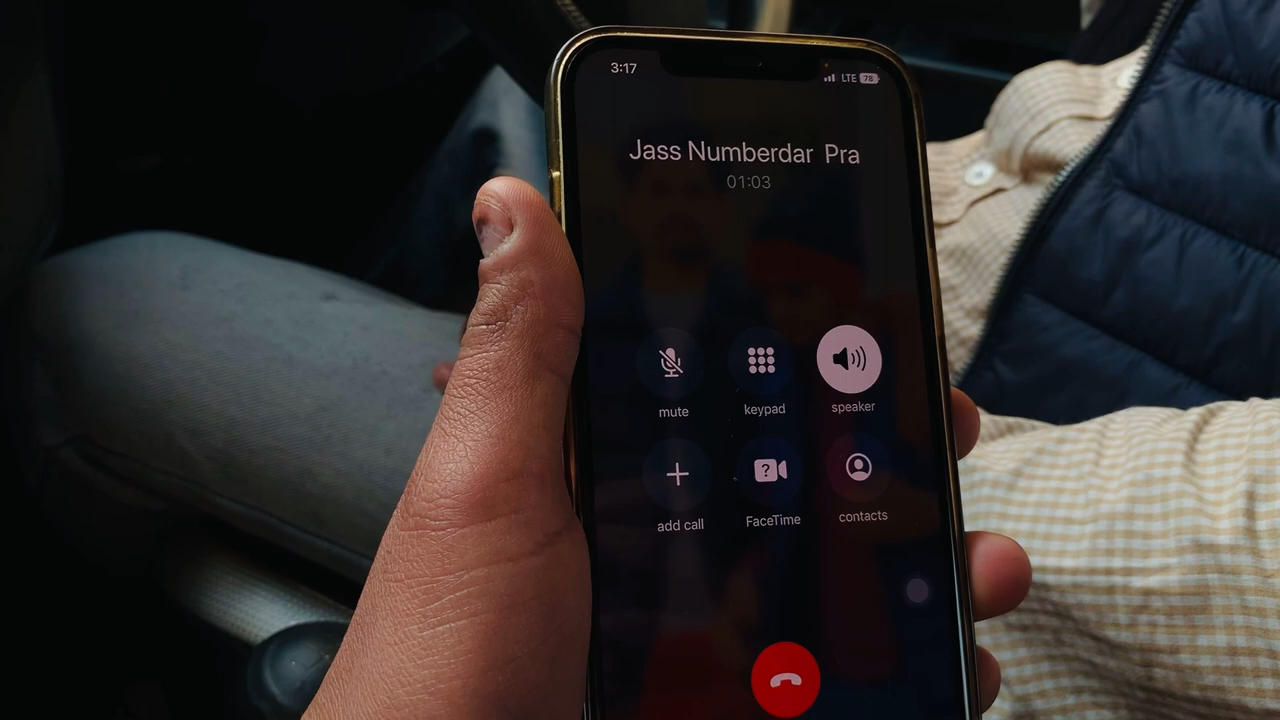 3:17
LTE 78
Jass Numberdar Pra
01:03
mute keypad speaker
?
add call FaceTime contacts